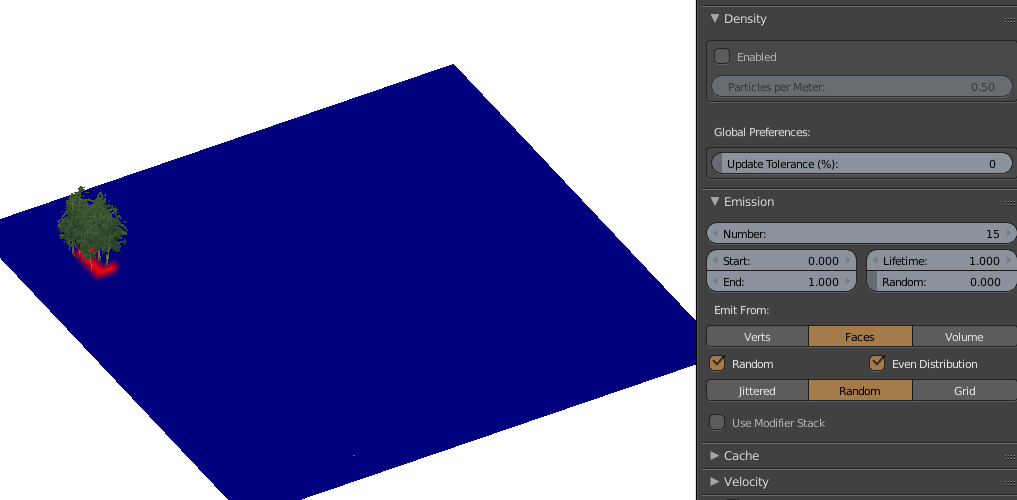 Density
Enabled
Particles per Meter: 0.50
Global Preferences:
Update Tolerance (%): 0
Emission
Number: 15
Start: 0.000 Lifetime: 1.000
End: 1.000 Random: 0.000
Emit From:
Verts Faces Volume
Random Even Distribution
Jittered Random Grid
Use Modifier Stack
Cache
Velocity